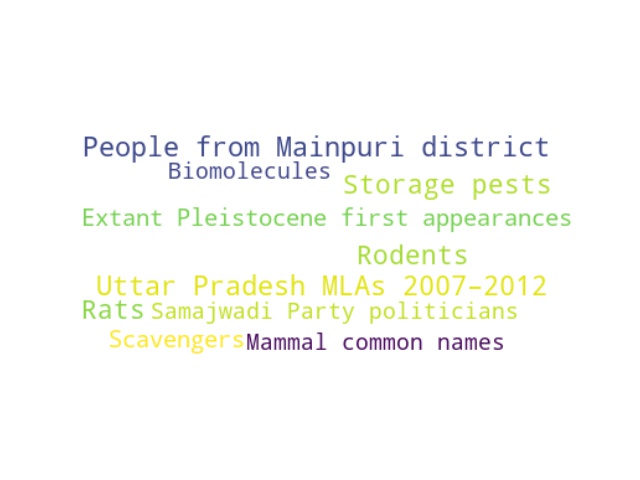 People from Mainpuri district
Biomolecules
Storage pests
Extant Pleistocene first appearances
Rodents
Uttar Pradesh MLAs 2007–2012
Rats
Samajwadi Party politicians
Scavengers
Mammal common names